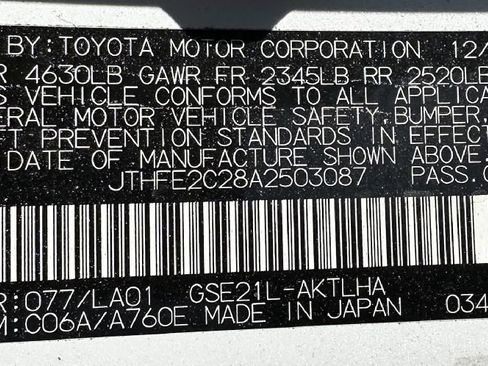 BY: TOYOTA MOTOR CORPORATION 12/
R 4630LB GAWR FR 2345LB RR 2520LB
S VEHICLE CONFORMS TO ALL APPLICA
ERAL MOTOR VEHICLE SAFETY, BUMPER,
FT PREVENTION STANDARDS IN EFFECT
DATE OF MANUFACTURE SHOWN ABOVE.
JTHFE2C28A2503087 PASS.C
R: 077/LA01 GSE21L-AKTLHA
M: C06A/A760E MADE IN JAPAN 034